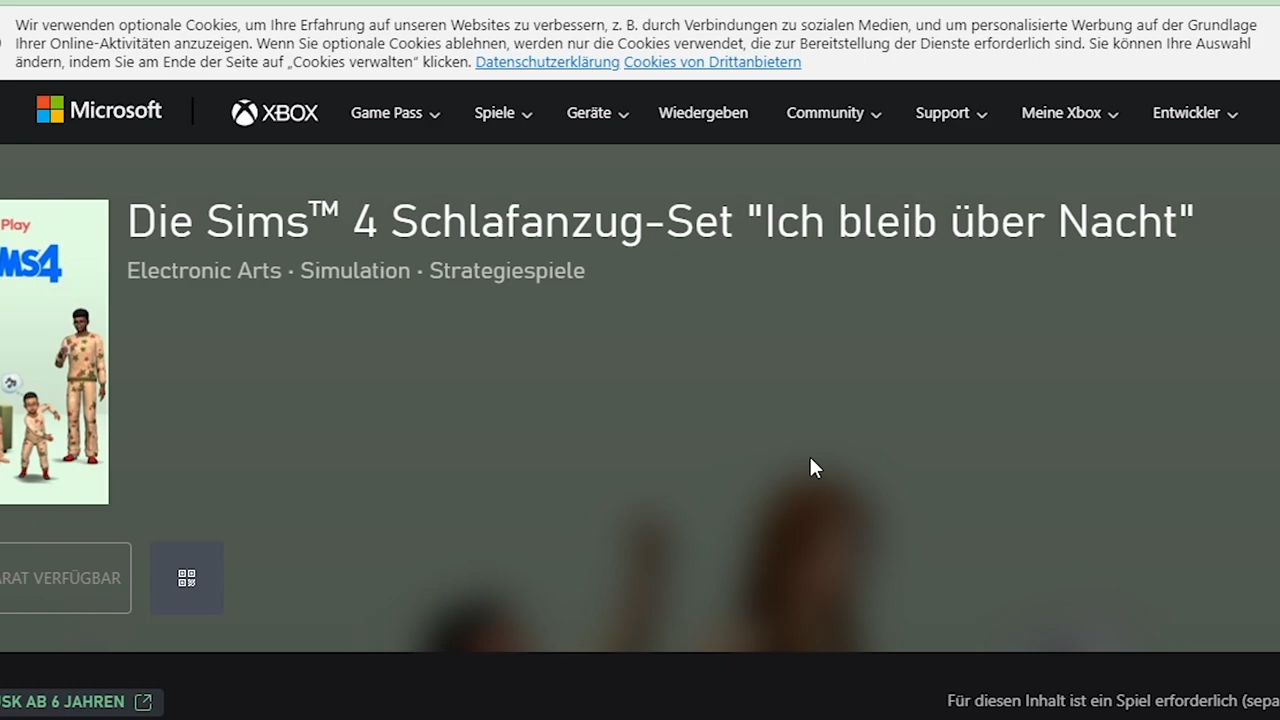 Wir verwenden optionale Cookies, um Ihre Erfahrung auf unseren Websites zu verbessern, z. B. durch Verbindungen zu sozialen Medien, und um personalisierte Werbung auf der Grundlage
Ihrer Online-Aktivitäten anzuzeigen. Wenn Sie optionale Cookies ablehnen, werden nur die Cookies verwendet, die zur Bereitstellung der Dienste erforderlich sind. Sie können Ihre Auswahl
ändern, indem Sie am Ende der Seite auf „Cookies verwalten“ klicken. Datenschutzerklärung Cookies von Drittanbietern
Microsoft XBOX Game Pass Spiele Geräte Wiedergeben Community Support Meine Xbox Entwickler
Die Sims™ 4 Schlafanzug-Set "Ich bleib über Nacht"
Play
MS4
Electronic Arts · Simulation · Strategiespiele
ARAT VERFÜGBAR
USK AB 6 JAHREN
Für diesen Inhalt ist ein Spiel erforderlich (sepa